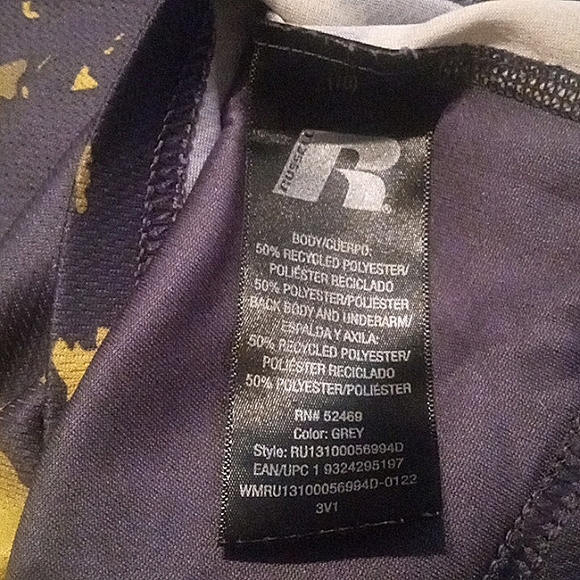 (10)
RUSSELL
R
BODY/CUERPO:
50% RECYCLED POLYESTER/
POLIÉSTER RECICLADO
50% POLYESTER/POLIÉSTER
BACK BODY AND UNDERARM/
ESPALDA Y AXILA:
50% RECYCLED POLYESTER/
POLIÉSTER RECICLADO
50% POLYESTER/POLIÉSTER
RN# 52469
Color: GREY
Style: RU13100056994D
EAN/UPC 1 9324295197
WMRU13100056994D-0122
3V1